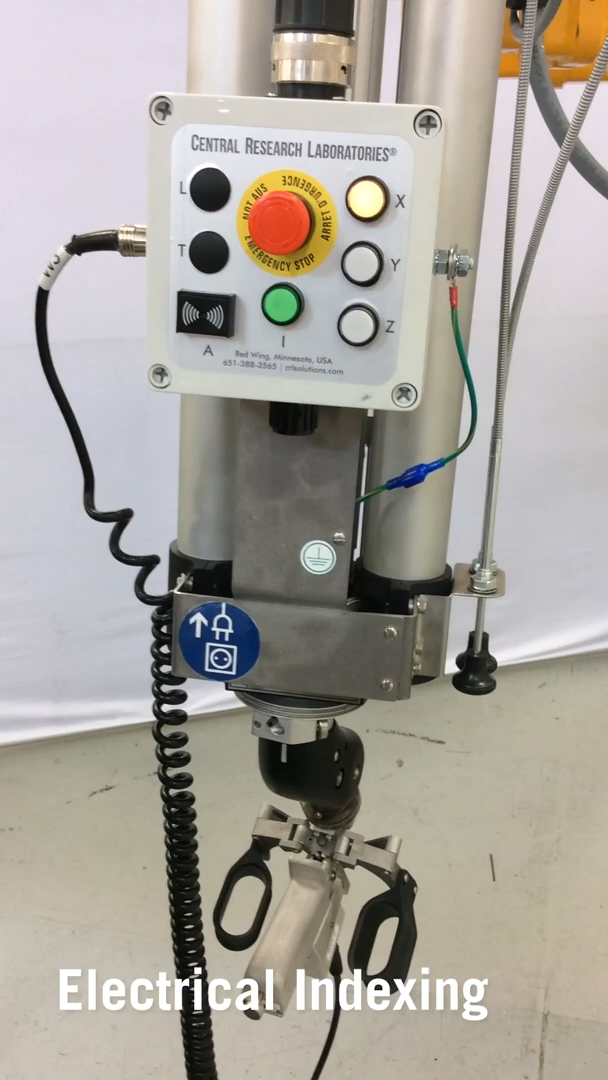 CENTRAL RESEARCH LABORATORIES®
L
NOT AUS
ARRET D'URGENCE
EMERGENCY STOP
X
T
Y
A
I
Z
Red Wing, Minnesota, USA
651-388-3565 | crlsolutions.com
CM
Electrical Indexing